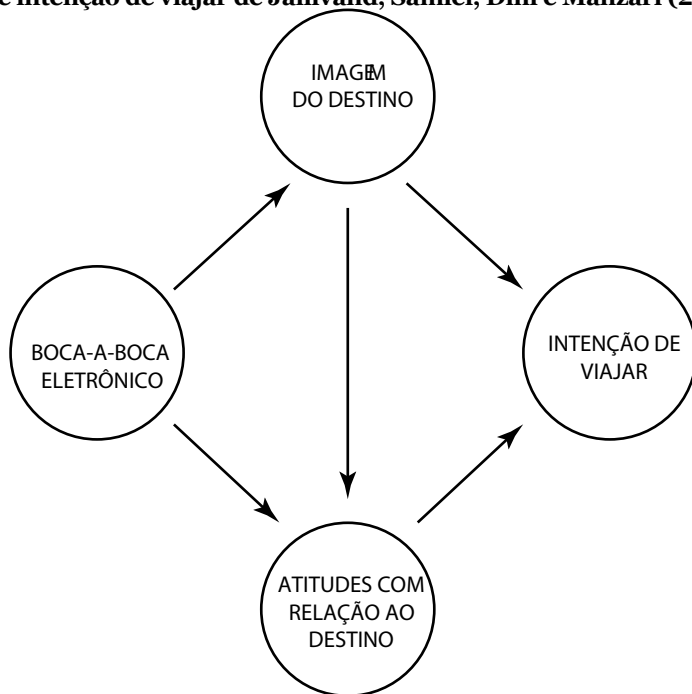 e intenção de viajar de Jalilvand, Samiei, Dini e Manzari (2
IMAGEM
DO DESTINO
BOCA-A-BOCA
ELETRÔNICO
INTENÇÃO DE
VIAJAR
ATITUDES COM
RELAÇÃO AO
DESTINO